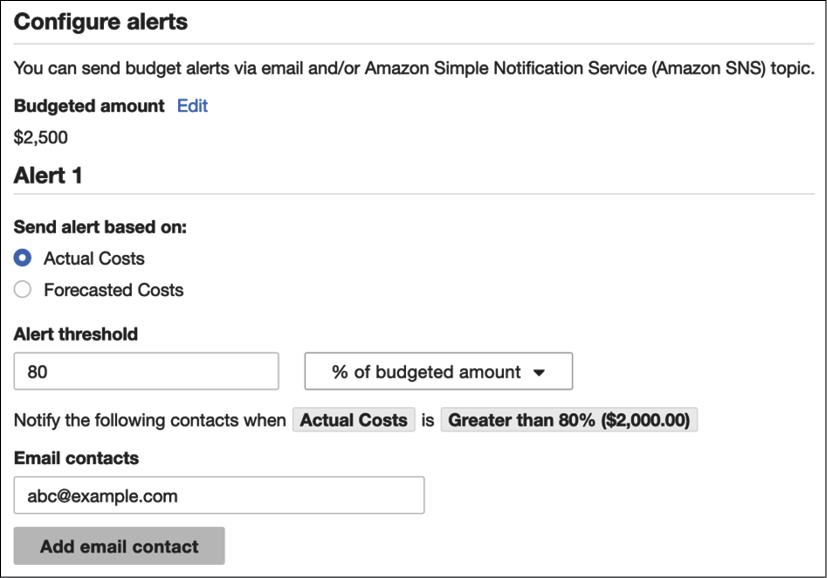 Configure alerts
You can send budget alerts via email and/or Amazon Simple Notification Service (Amazon SNS) topic.
Budgeted amount Edit
$2,500
Alert 1
Send alert based on:
Actual Costs
Forecasted Costs
Alert threshold
80 % of budgeted amount
Notify the following contacts when Actual Costs is Greater than 80% ($2,000.00)
Email contacts
abc@example.com
Add email contact